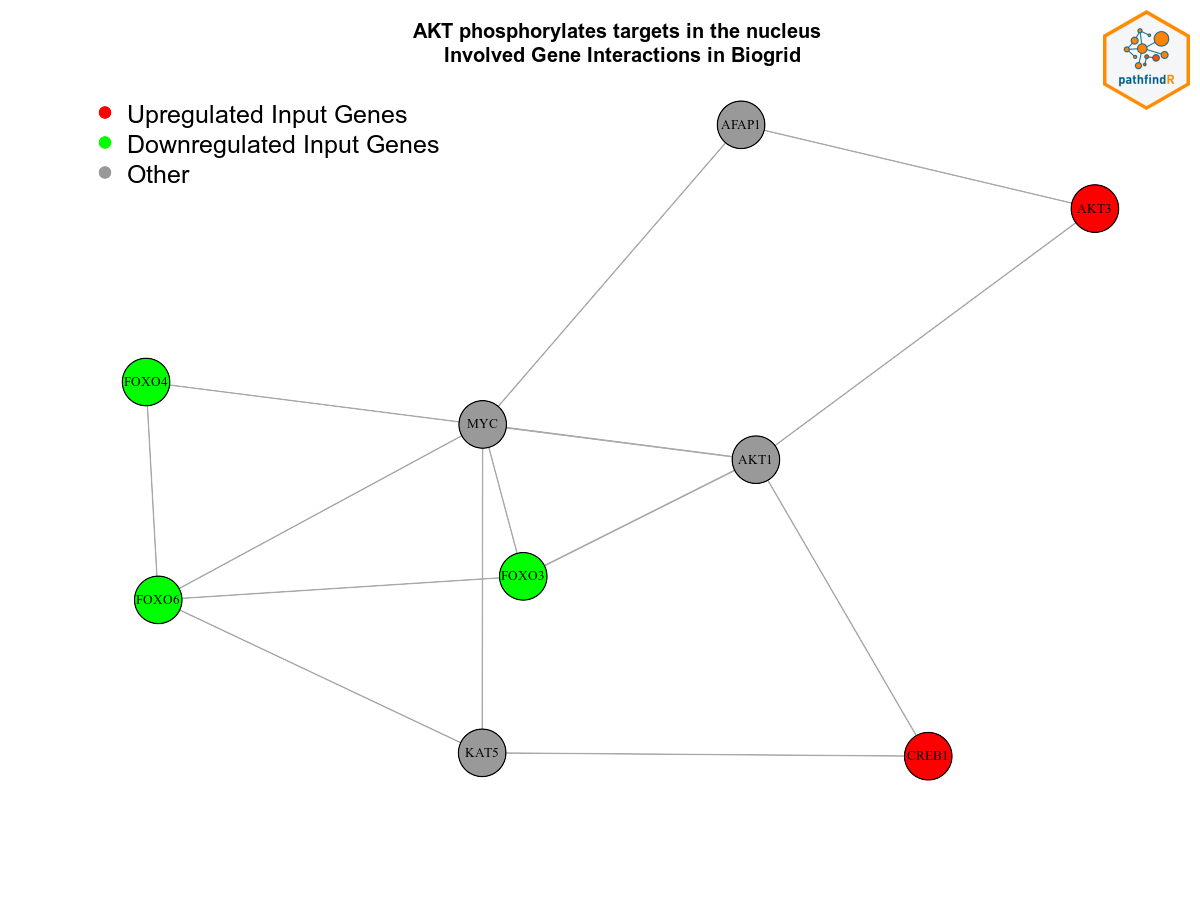 AKT phosphorylates targets in the nucleus
Involved Gene Interactions in Biogrid
pathfindR
Upregulated Input Genes
Downregulated Input Genes
Other
AFAP1
AKT3
FOXO4
MYC
AKT1
FOXO3
FOXO6
KAT5
CREB1